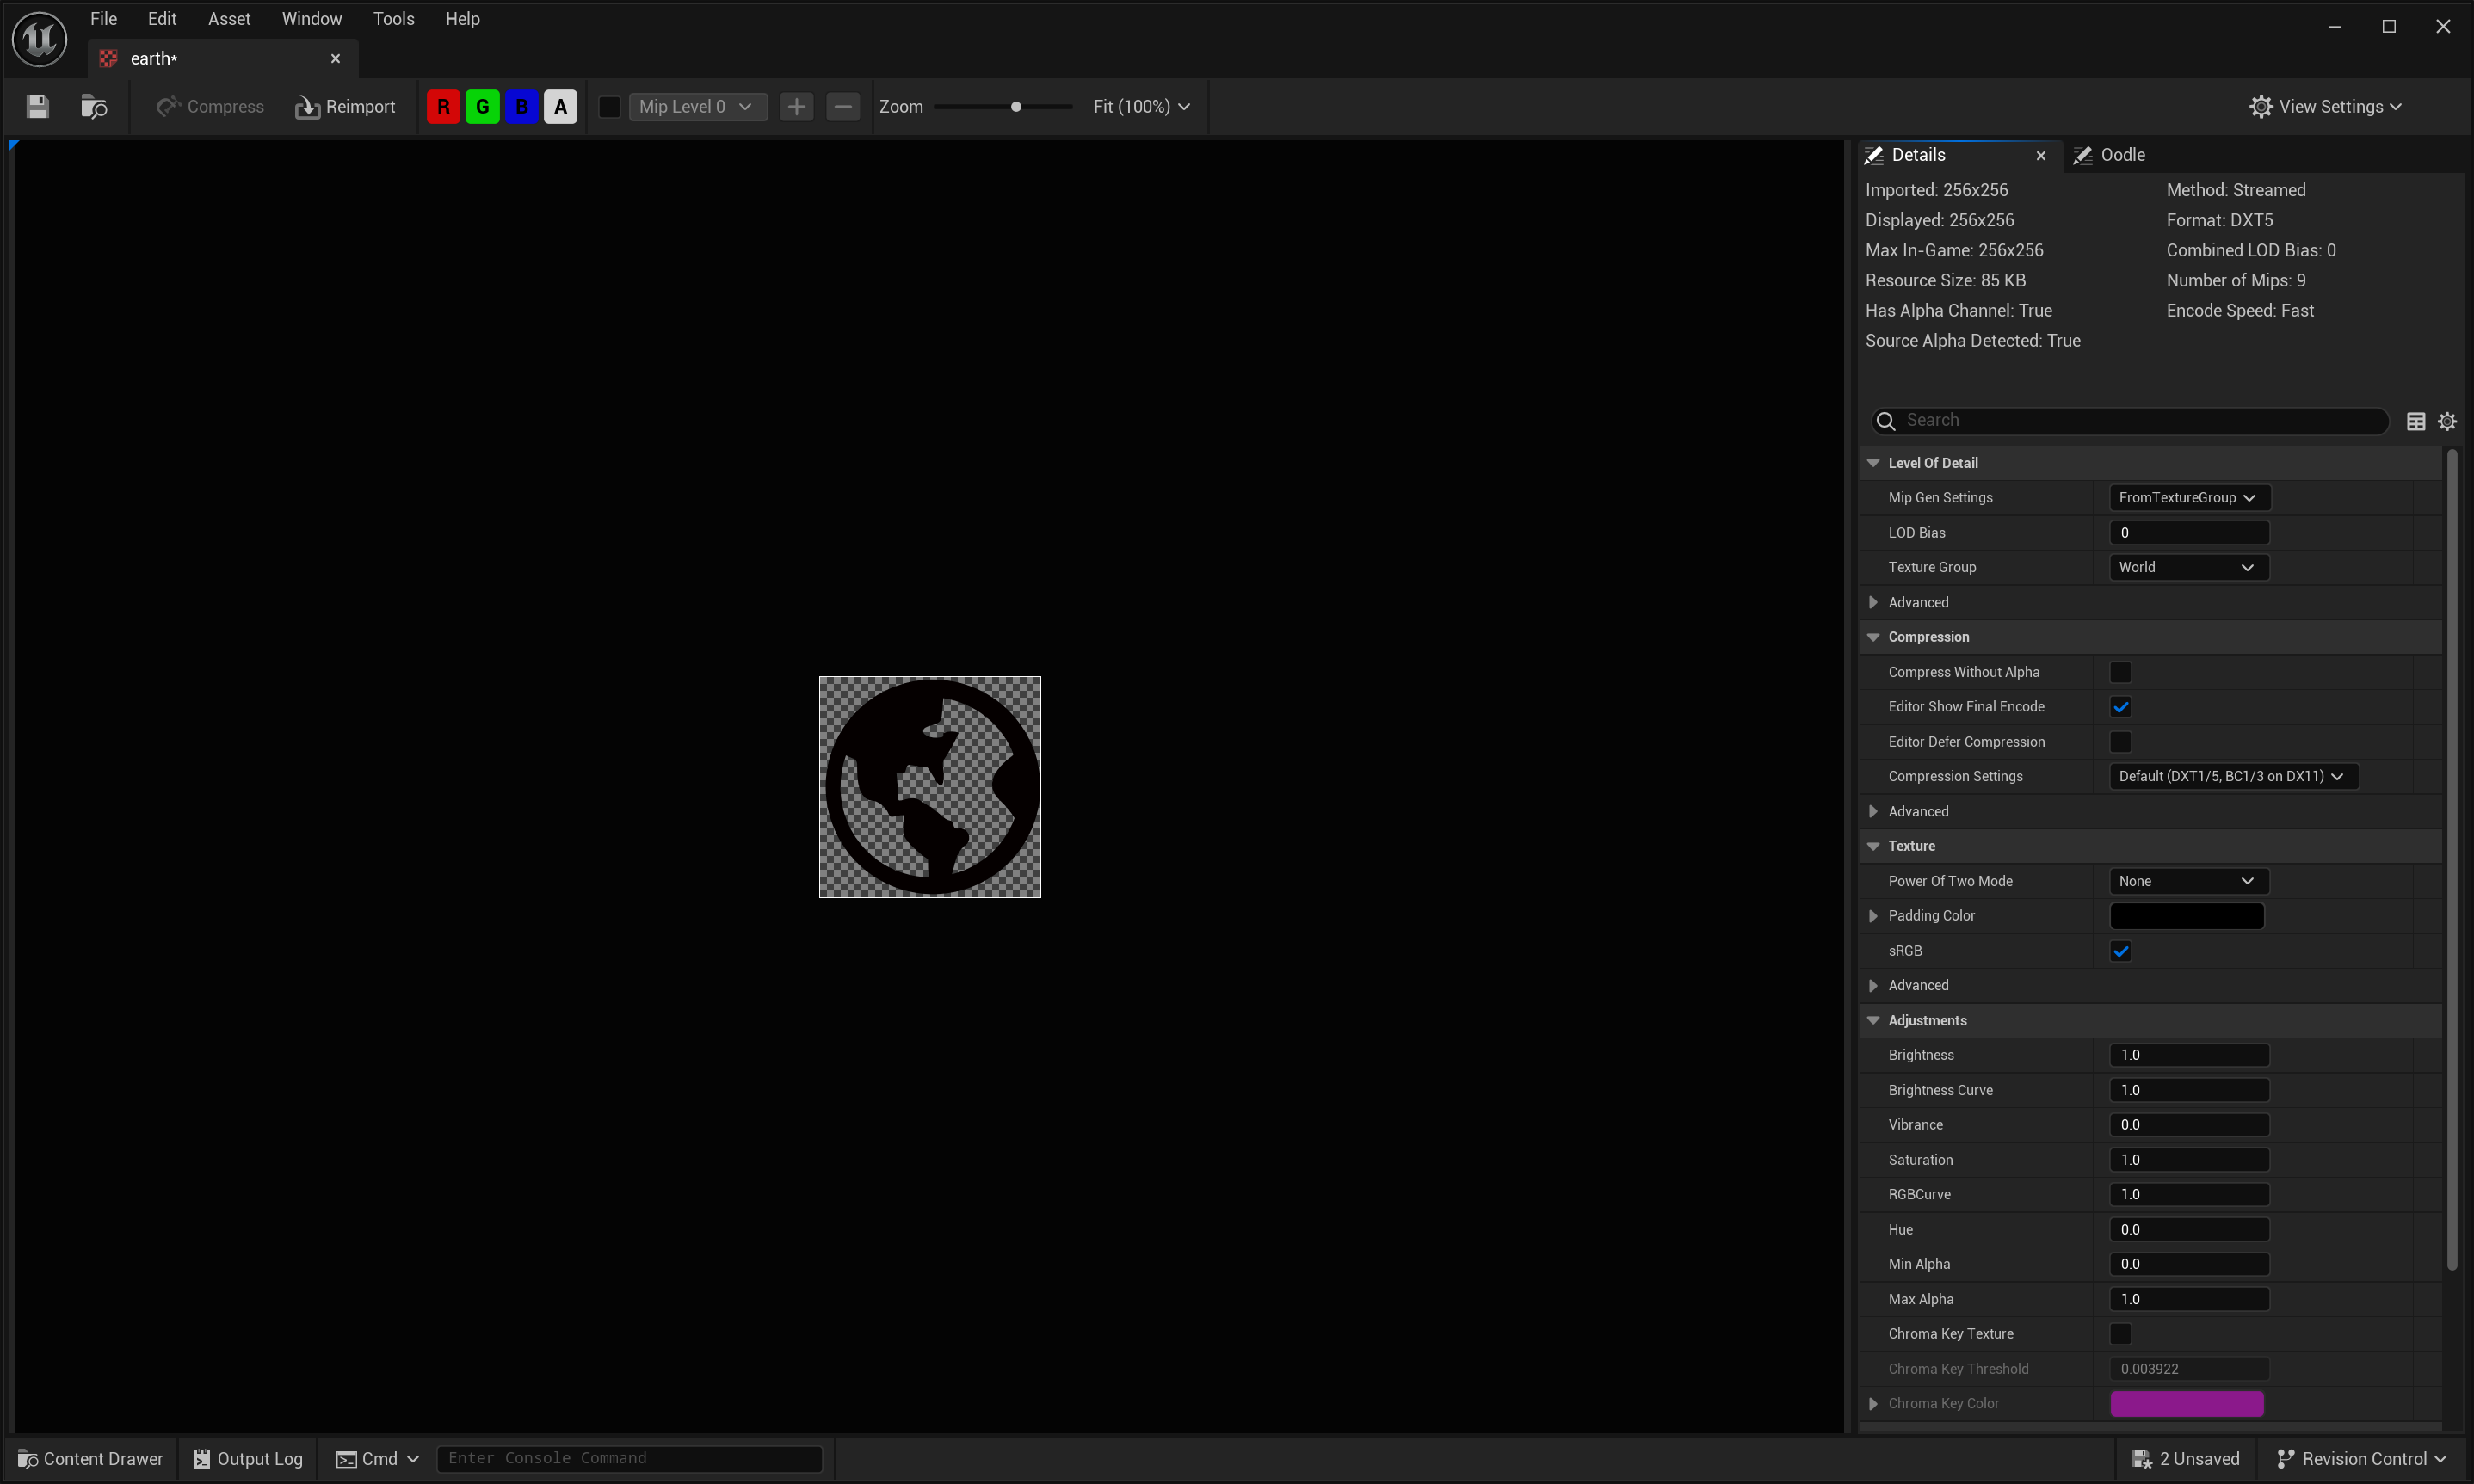 File Edit Asset Window Tools Help
earth*
Compress Reimport R G B A Mip Level 0 Zoom Fit (100%) View Settings
Details Oodle
Imported: 256x256 Method: Streamed
Displayed: 256x256 Format: DXT5
Max In-Game: 256x256 Combined LOD Bias: 0
Resource Size: 85 KB Number of Mips: 9
Has Alpha Channel: True Encode Speed: Fast
Source Alpha Detected: True
Search
Level Of Detail
Mip Gen Settings FromTextureGroup
LOD Bias 0
Texture Group World
Advanced
Compression
Compress Without Alpha
Editor Show Final Encode
Editor Defer Compression
Compression Settings Default (DXT1/5, BC1/3 on DX11)
Advanced
Texture
Power Of Two Mode None
Padding Color
sRGB
Advanced
Adjustments
Brightness 1.0
Brightness Curve 1.0
Vibrance 0.0
Saturation 1.0
RGBCurve 1.0
Hue 0.0
Min Alpha 0.0
Max Alpha 1.0
Chroma Key Texture
Chroma Key Threshold 0.003922
Chroma Key Color
Content Drawer Output Log Cmd Enter Console Command 2 Unsaved Revision Control